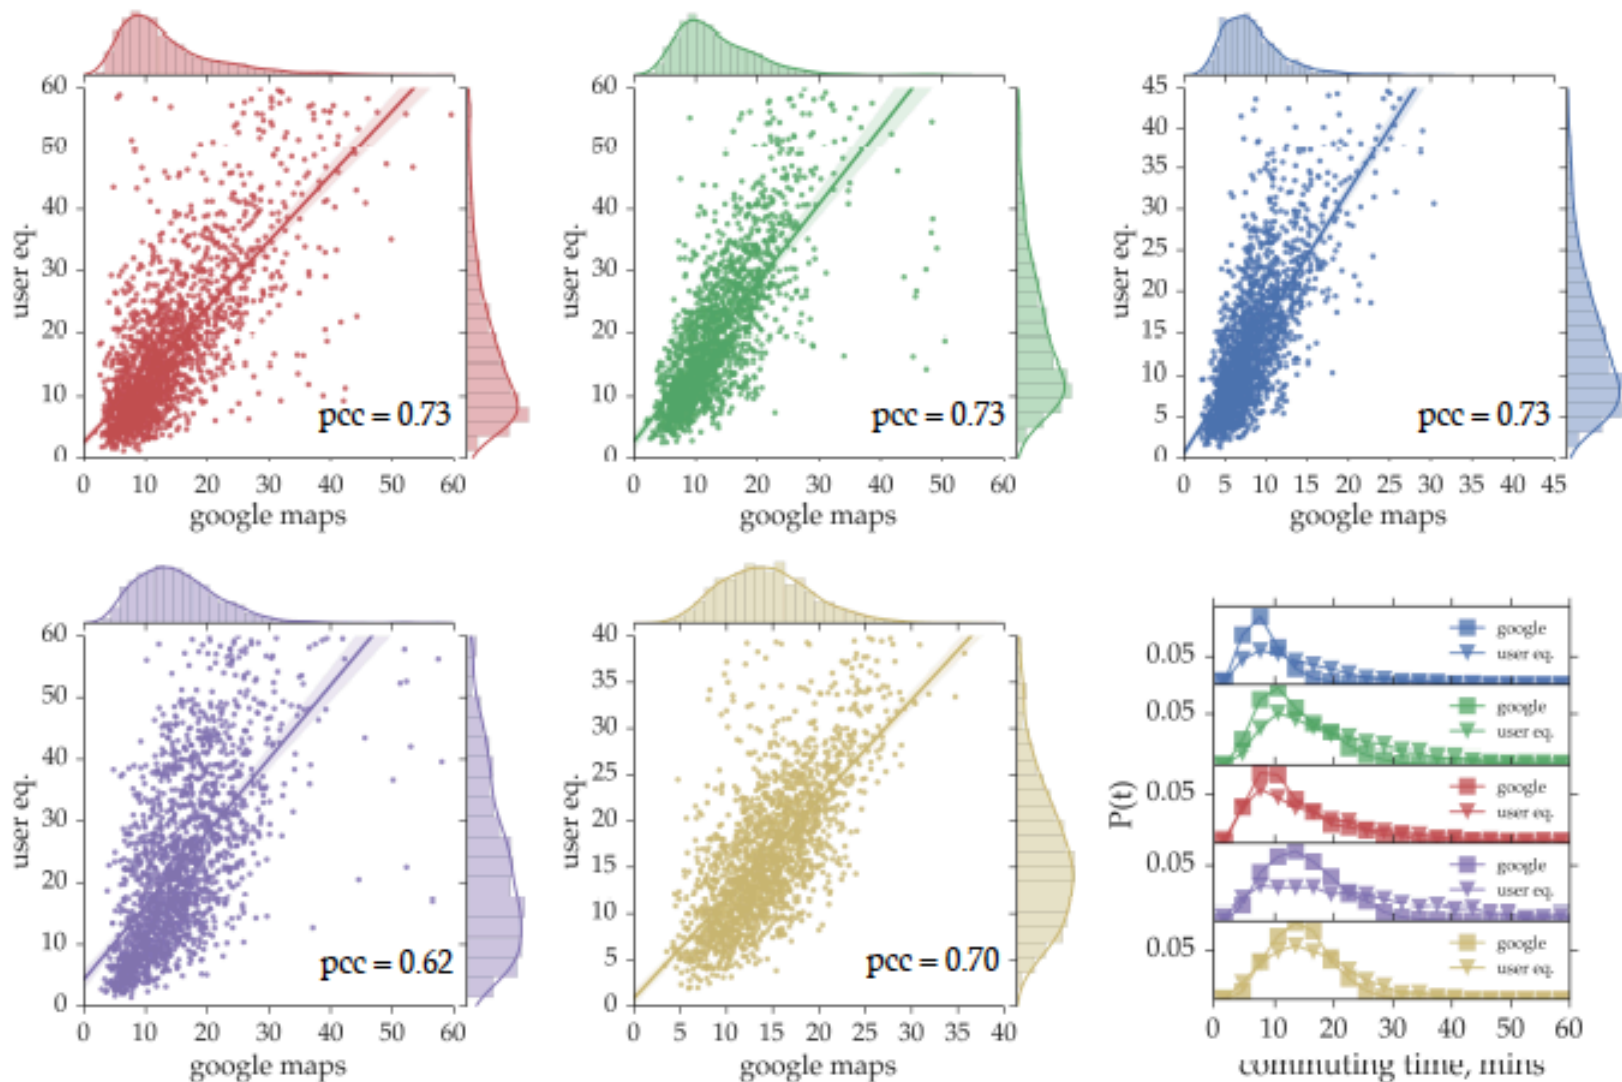 60
50
40
30
20
10
0
user eq.
pcc = 0.73
0 10 20 30 40 50 60
google maps
60
50
40
30
20
10
0
user eq.
pcc = 0.73
0 10 20 30 40 50 60
google maps
45
40
35
30
25
20
15
10
5
0
user eq.
pcc = 0.73
0 5 10 15 20 25 30 35 40 45
google maps
60
50
40
30
20
10
0
user eq.
pcc = 0.62
0 10 20 30 40 50 60
google maps
40
35
30
25
20
15
10
5
0
user eq.
pcc = 0.70
0 5 10 15 20 25 30 35 40
google maps
P(t)
0.05
google
user eq.
0.05
google
user eq.
0.05
google
user eq.
0.05
google
user eq.
0.05
google
user eq.
0 10 20 30 40 50 60
commuting time, mins